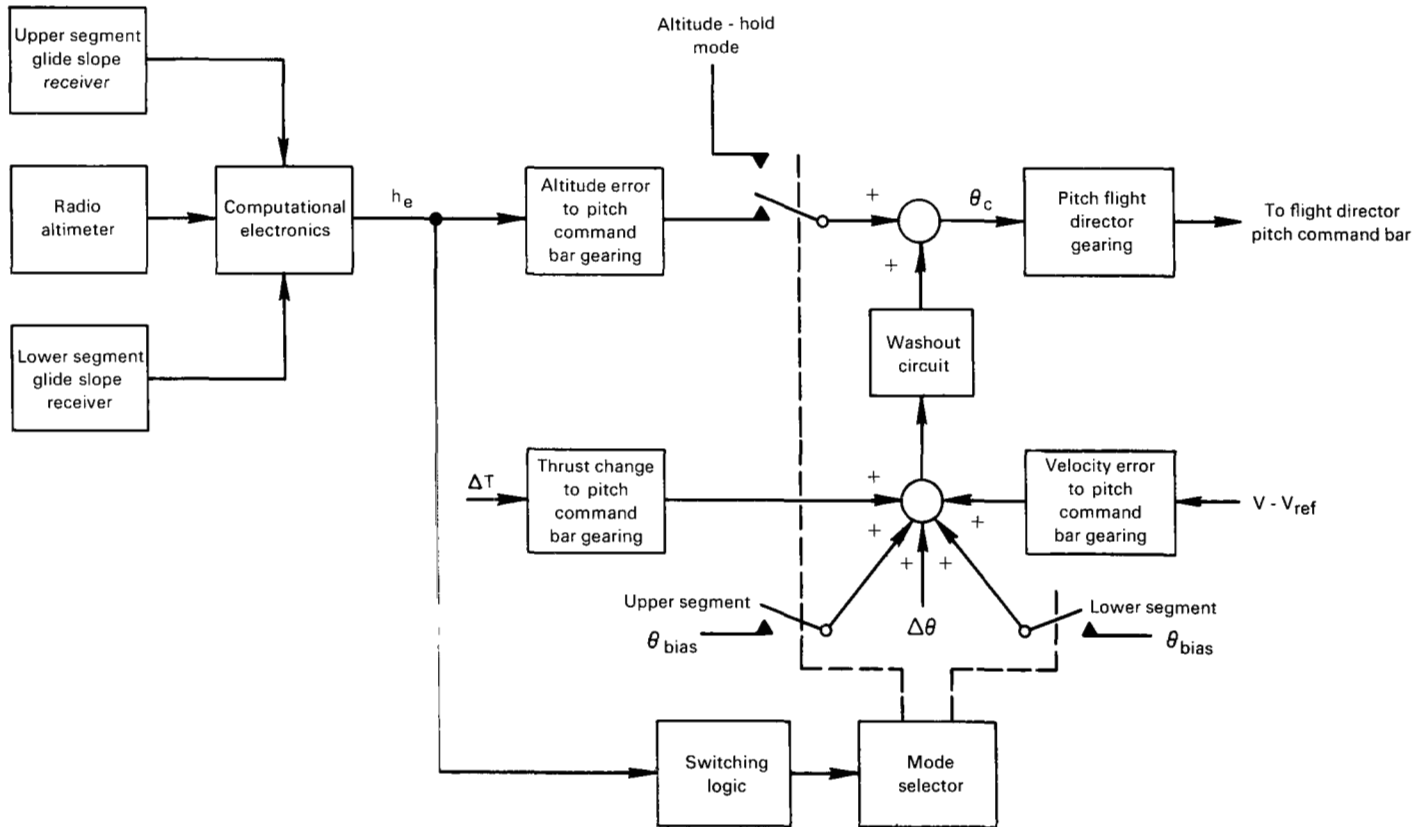 Upper segment
glide slope
receiver
Altitude - hold
mode
Radio
altimeter
Computational
electronics
h_e
Altitude error
to pitch
command
bar gearing
+
+
θ_c
Pitch flight
director
gearing
To flight director
pitch command bar
Lower segment
glide slope
receiver
Washout
circuit
ΔT
Thrust change
to pitch
command
bar gearing
+
+
+
+
+
Velocity error
to pitch
command
bar gearing
V - V_ref
Upper segment
θ_bias
Δθ
Lower segment
θ_bias
Switching
logic
Mode
selector